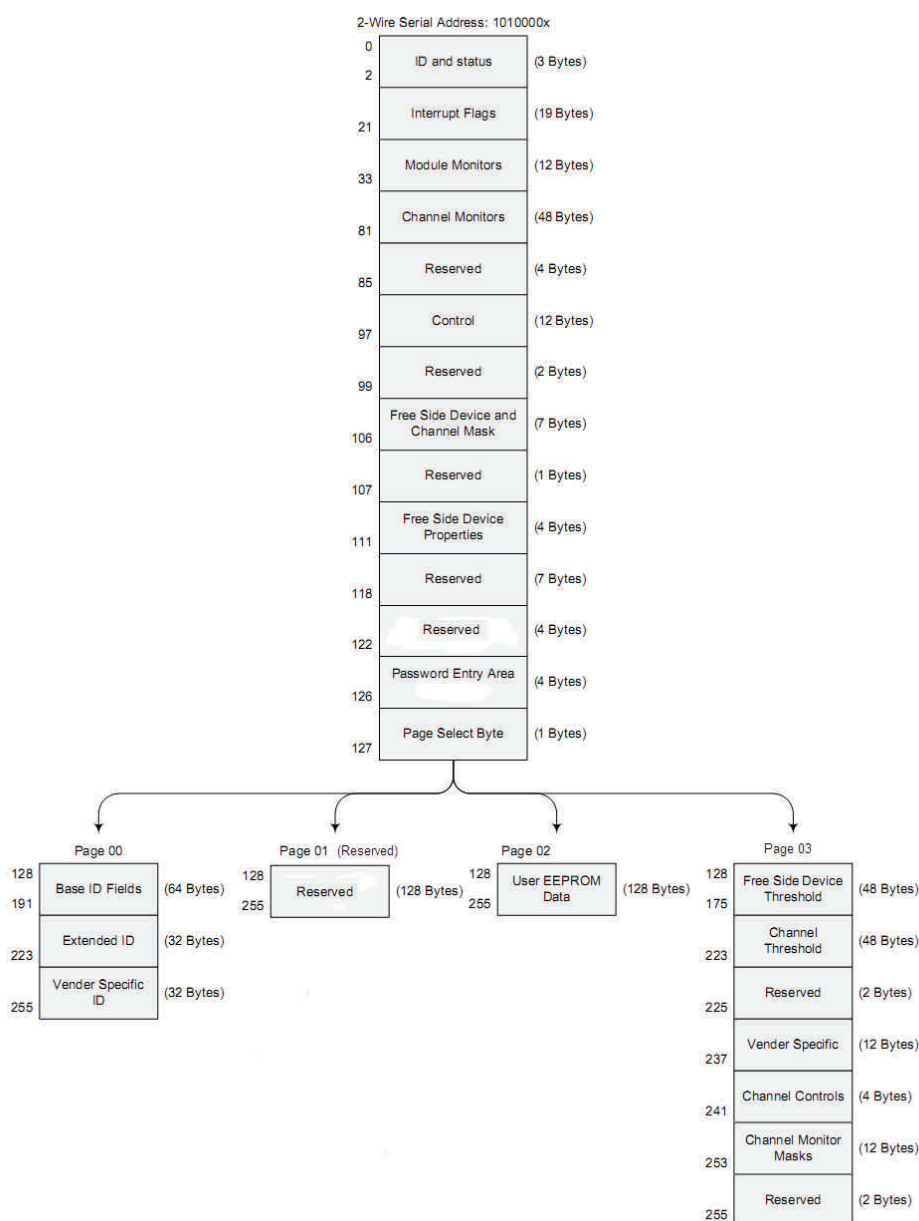 2-Wire Serial Address: 1010000x
0
2
ID and status
(3 Bytes)
21
Interrupt Flags
(19 Bytes)
33
Module Monitors
(12 Bytes)
81
Channel Monitors
(48 Bytes)
85
Reserved
(4 Bytes)
97
Control
(12 Bytes)
99
Reserved
(2 Bytes)
106
Free Side Device and
Channel Mask
(7 Bytes)
107
Reserved
(1 Bytes)
111
Free Side Device
Properties
(4 Bytes)
118
Reserved
(7 Bytes)
122
Reserved
(4 Bytes)
126
Password Entry Area
(4 Bytes)
127
Page Select Byte
(1 Bytes)
Page 00
128
191
Base ID Fields
(64 Bytes)
223
Extended ID
(32 Bytes)
255
Vender Specific
ID
(32 Bytes)
Page 01 (Reserved)
128
255
Reserved
(128 Bytes)
Page 02
128
255
User EEPROM
Data
(128 Bytes)
Page 03
128
175
Free Side Device
Threshold
(48 Bytes)
223
Channel
Threshold
(48 Bytes)
225
Reserved
(2 Bytes)
237
Vender Specific
(12 Bytes)
241
Channel Controls
(4 Bytes)
253
Channel Monitor
Masks
(12 Bytes)
255
Reserved
(2 Bytes)